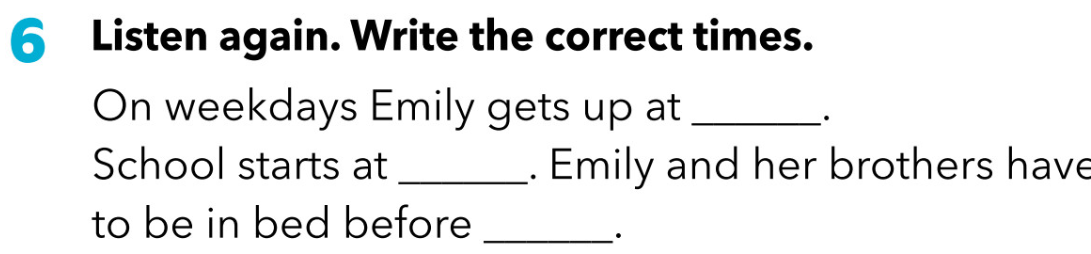 6 Listen again. Write the correct times.
On weekdays Emily gets up at ______.
School starts at ______. Emily and her brothers have
to be in bed before ______.